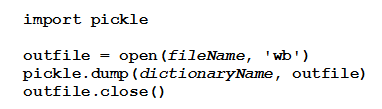 import pickle
outfile = open(fileName, 'wb')
pickle.dump(dictionaryName, outfile)
outfile.close()